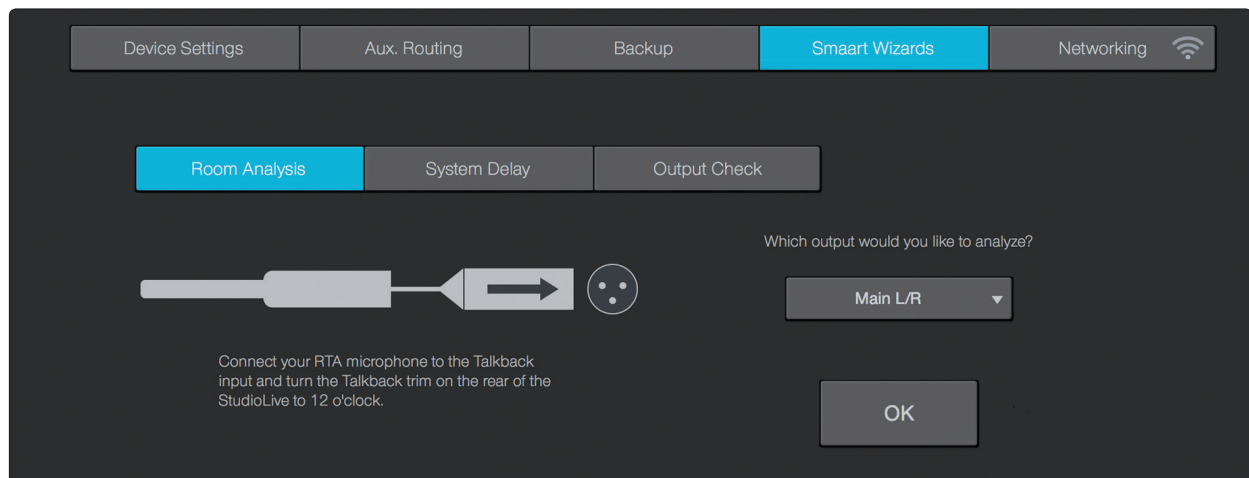 Device Settings
Aux. Routing
Backup
Smaart Wizards
Networking
Room Analysis
System Delay
Output Check
Which output would you like to analyze?
Main L/R
Connect your RTA microphone to the Talkback
input and turn the Talkback trim on the rear of the
StudioLive to 12 o'clock.
OK